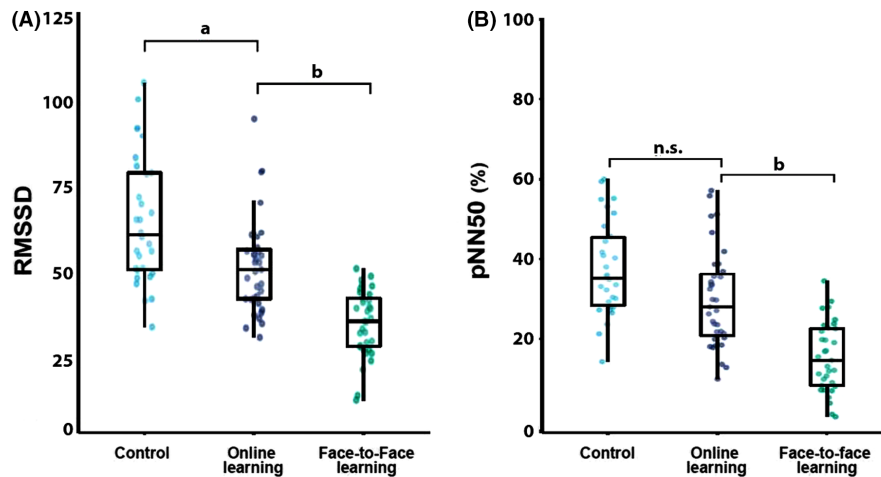 (A)
125
100
75
50
25
0
RMSSD
a
b
Control
Online
learning
Face-to-Face
learning
(B)
100
80
60
40
20
0
pNN50 (%)
n.s.
b
Control
Online
learning
Face-to-face
learning